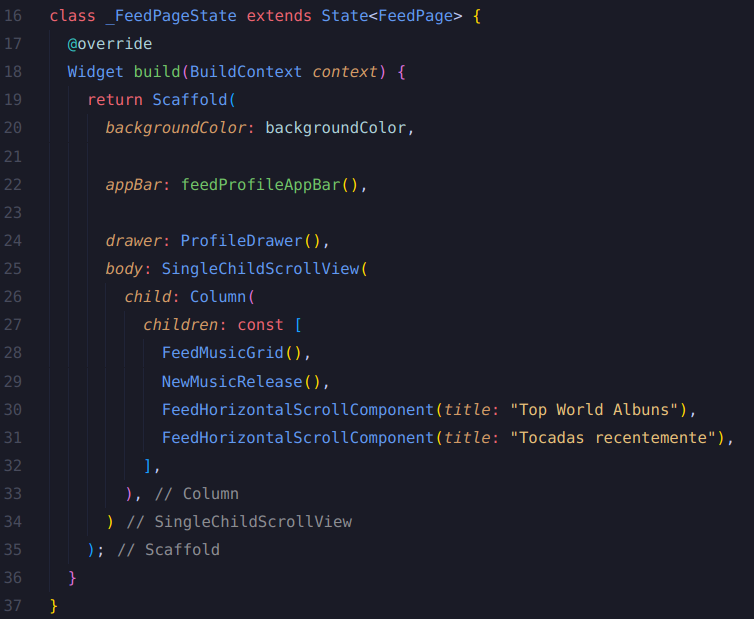 16 class _FeedPageState extends State<FeedPage> {
17   @override
18   Widget build(BuildContext context) {
19     return Scaffold(
20       backgroundColor: backgroundColor,
21
22       appBar: feedProfileAppBar(),
23
24       drawer: ProfileDrawer(),
25       body: SingleChildScrollView(
26         child: Column(
27           children: const [
28             FeedMusicGrid(),
29             NewMusicRelease(),
30             FeedHorizontalScrollComponent(title: "Top World Albuns"),
31             FeedHorizontalScrollComponent(title: "Tocadas recentemente"),
32           ],
33         ), // Column
34       ) // SingleChildScrollView
35     ); // Scaffold
36   }
37 }